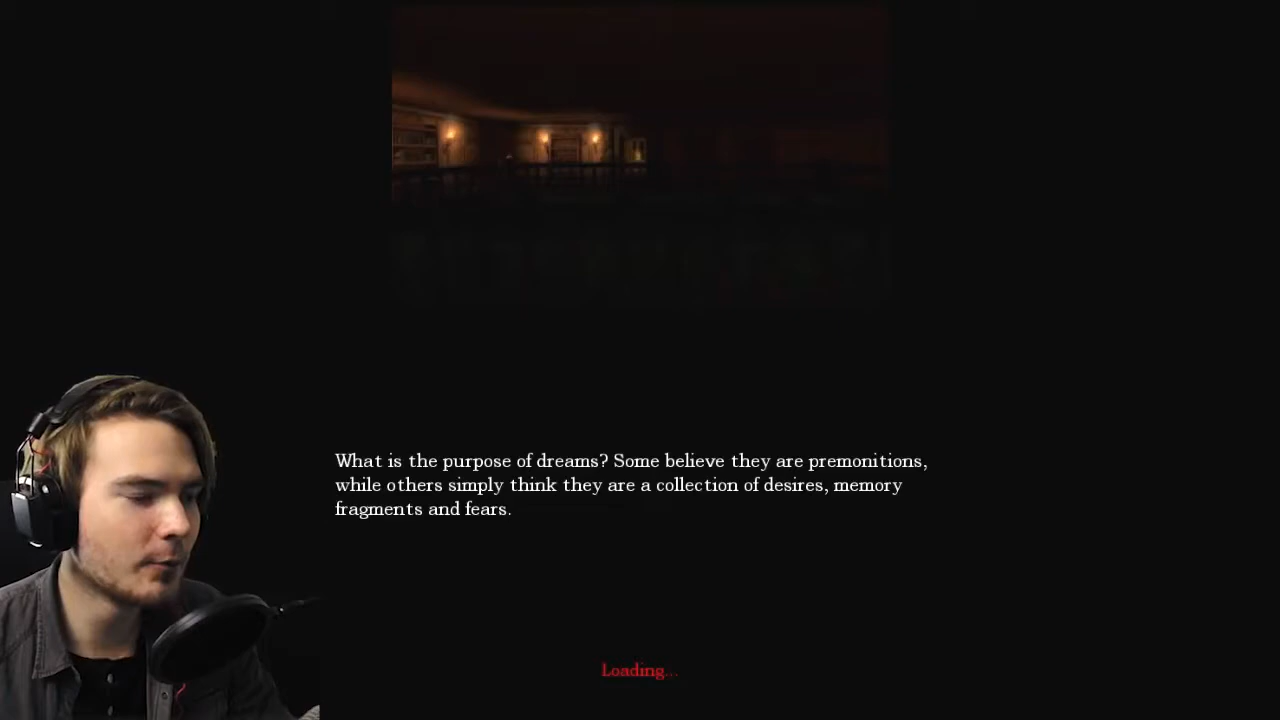 What is the purpose of dreams? Some believe they are premonitions,
while others simply think they are a collection of desires, memory
fragments and fears.
Loading...